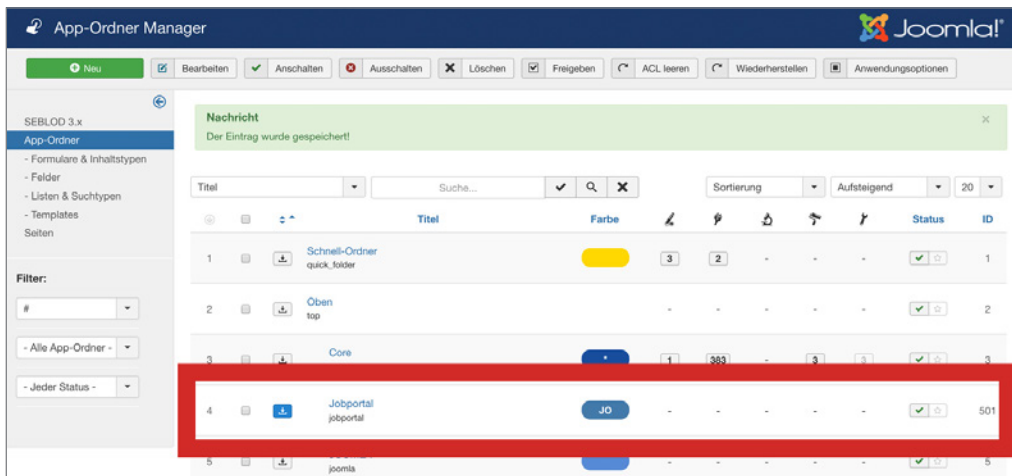 App-Ordner Manager
Joomla!
Neu Bearbeiten Anschalten Ausschalten Löschen Freigeben ACL leeren Wiederherstellen Anwendungsoptionen
SEBLOD 3.x
App-Ordner
- Formulare & Inhaltstypen
- Felder
- Listen & Suchtypen
- Templates
Seiten
Filter:
#
- Alle App-Ordner -
- Jeder Status -
Nachricht
Der Eintrag wurde gespeichert!
Titel Suche... Sortierung Aufsteigend 20
Titel Farbe Status ID
1 Schnell-Ordner 3 2 - - - 1
quick_folder
2 Oben - - - - - 2
top
3 Core * 1 383 - 3 3 3
4 Jobportal JO - - - - - 501
jobportal
5 - - - - - 5
joomla